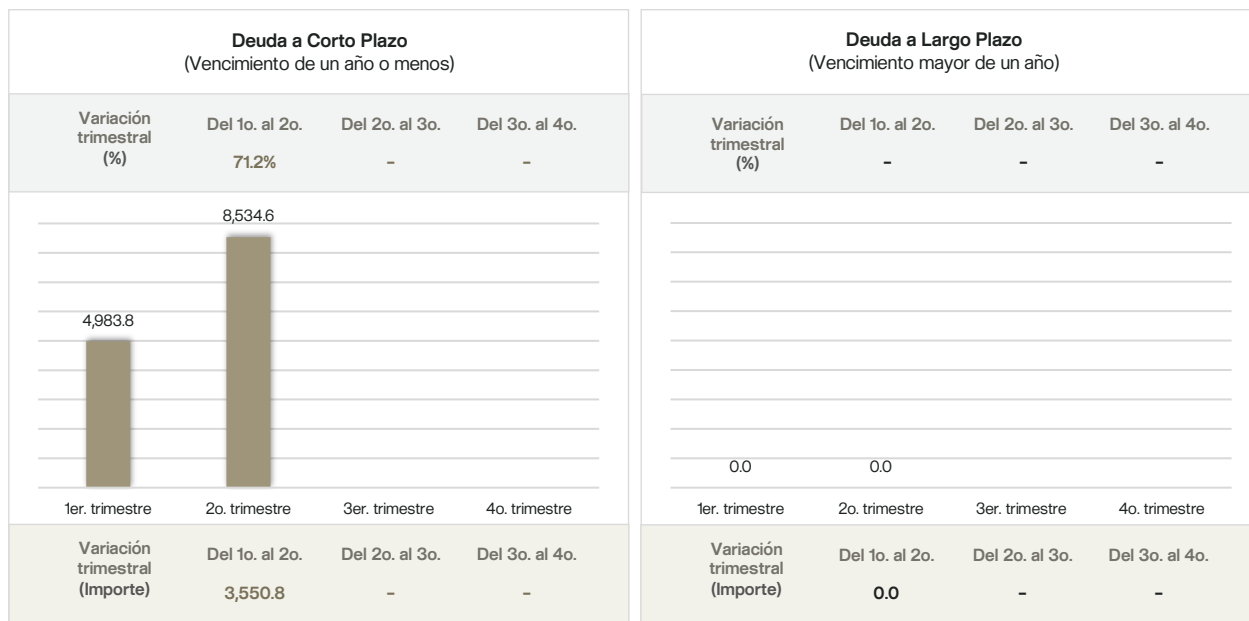 Deuda a Corto Plazo
(Vencimiento de un año o menos)
Variación
trimestral
(%)
Del 1o. al 2o.
Del 2o. al 3o.
Del 3o. al 4o.
71.2%
–
–
8,534.6
4,983.8
1er. trimestre
2o. trimestre
3er. trimestre
4o. trimestre
Variación
trimestral
(Importe)
Del 1o. al 2o.
Del 2o. al 3o.
Del 3o. al 4o.
3,550.8
–
–
Deuda a Largo Plazo
(Vencimiento mayor de un año)
Variación
trimestral
(%)
Del 1o. al 2o.
Del 2o. al 3o.
Del 3o. al 4o.
–
–
–
0.0
0.0
1er. trimestre
2o. trimestre
3er. trimestre
4o. trimestre
Variación
trimestral
(Importe)
Del 1o. al 2o.
Del 2o. al 3o.
Del 3o. al 4o.
0.0
–
–